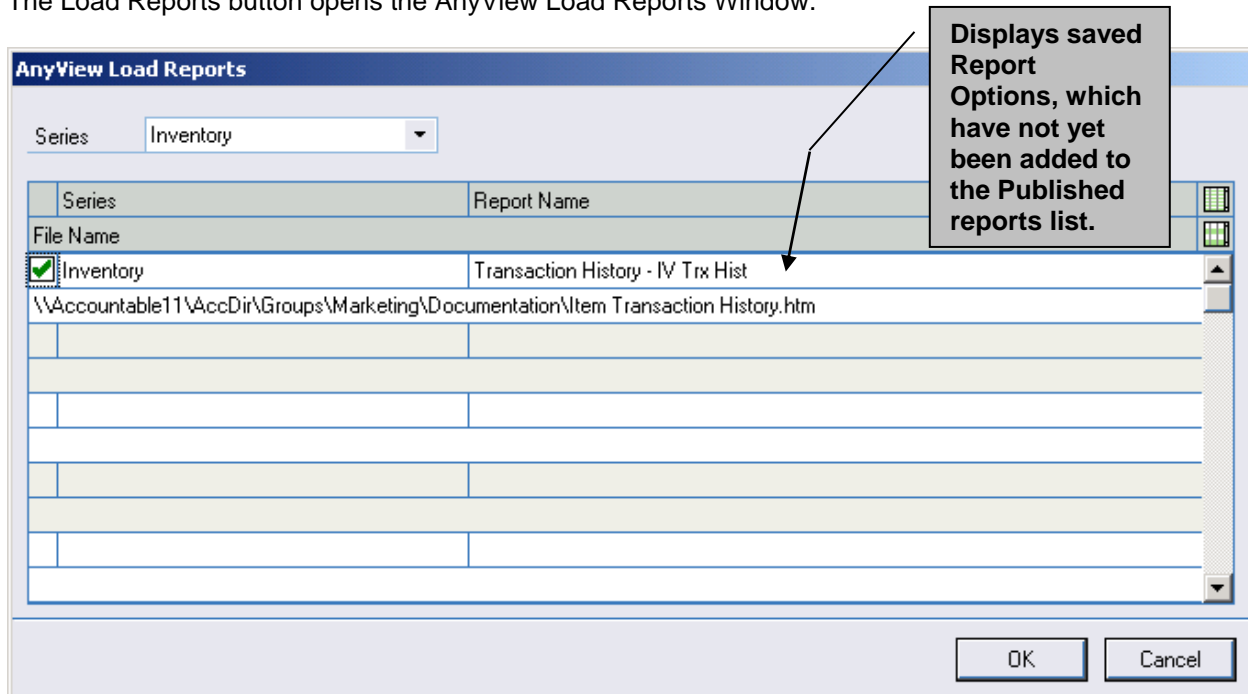 The Load Reports button opens the AnyView Load Reports Window.
Displays saved
Report
Options, which
have not yet
been added to
the Published
reports list.
AnyView Load Reports
Series Inventory
Series Report Name
File Name
Inventory Transaction History - IV Trx Hist
\\Accountable11\AccDir\Groups\Marketing\Documentation\Item Transaction History.htm
OK Cancel